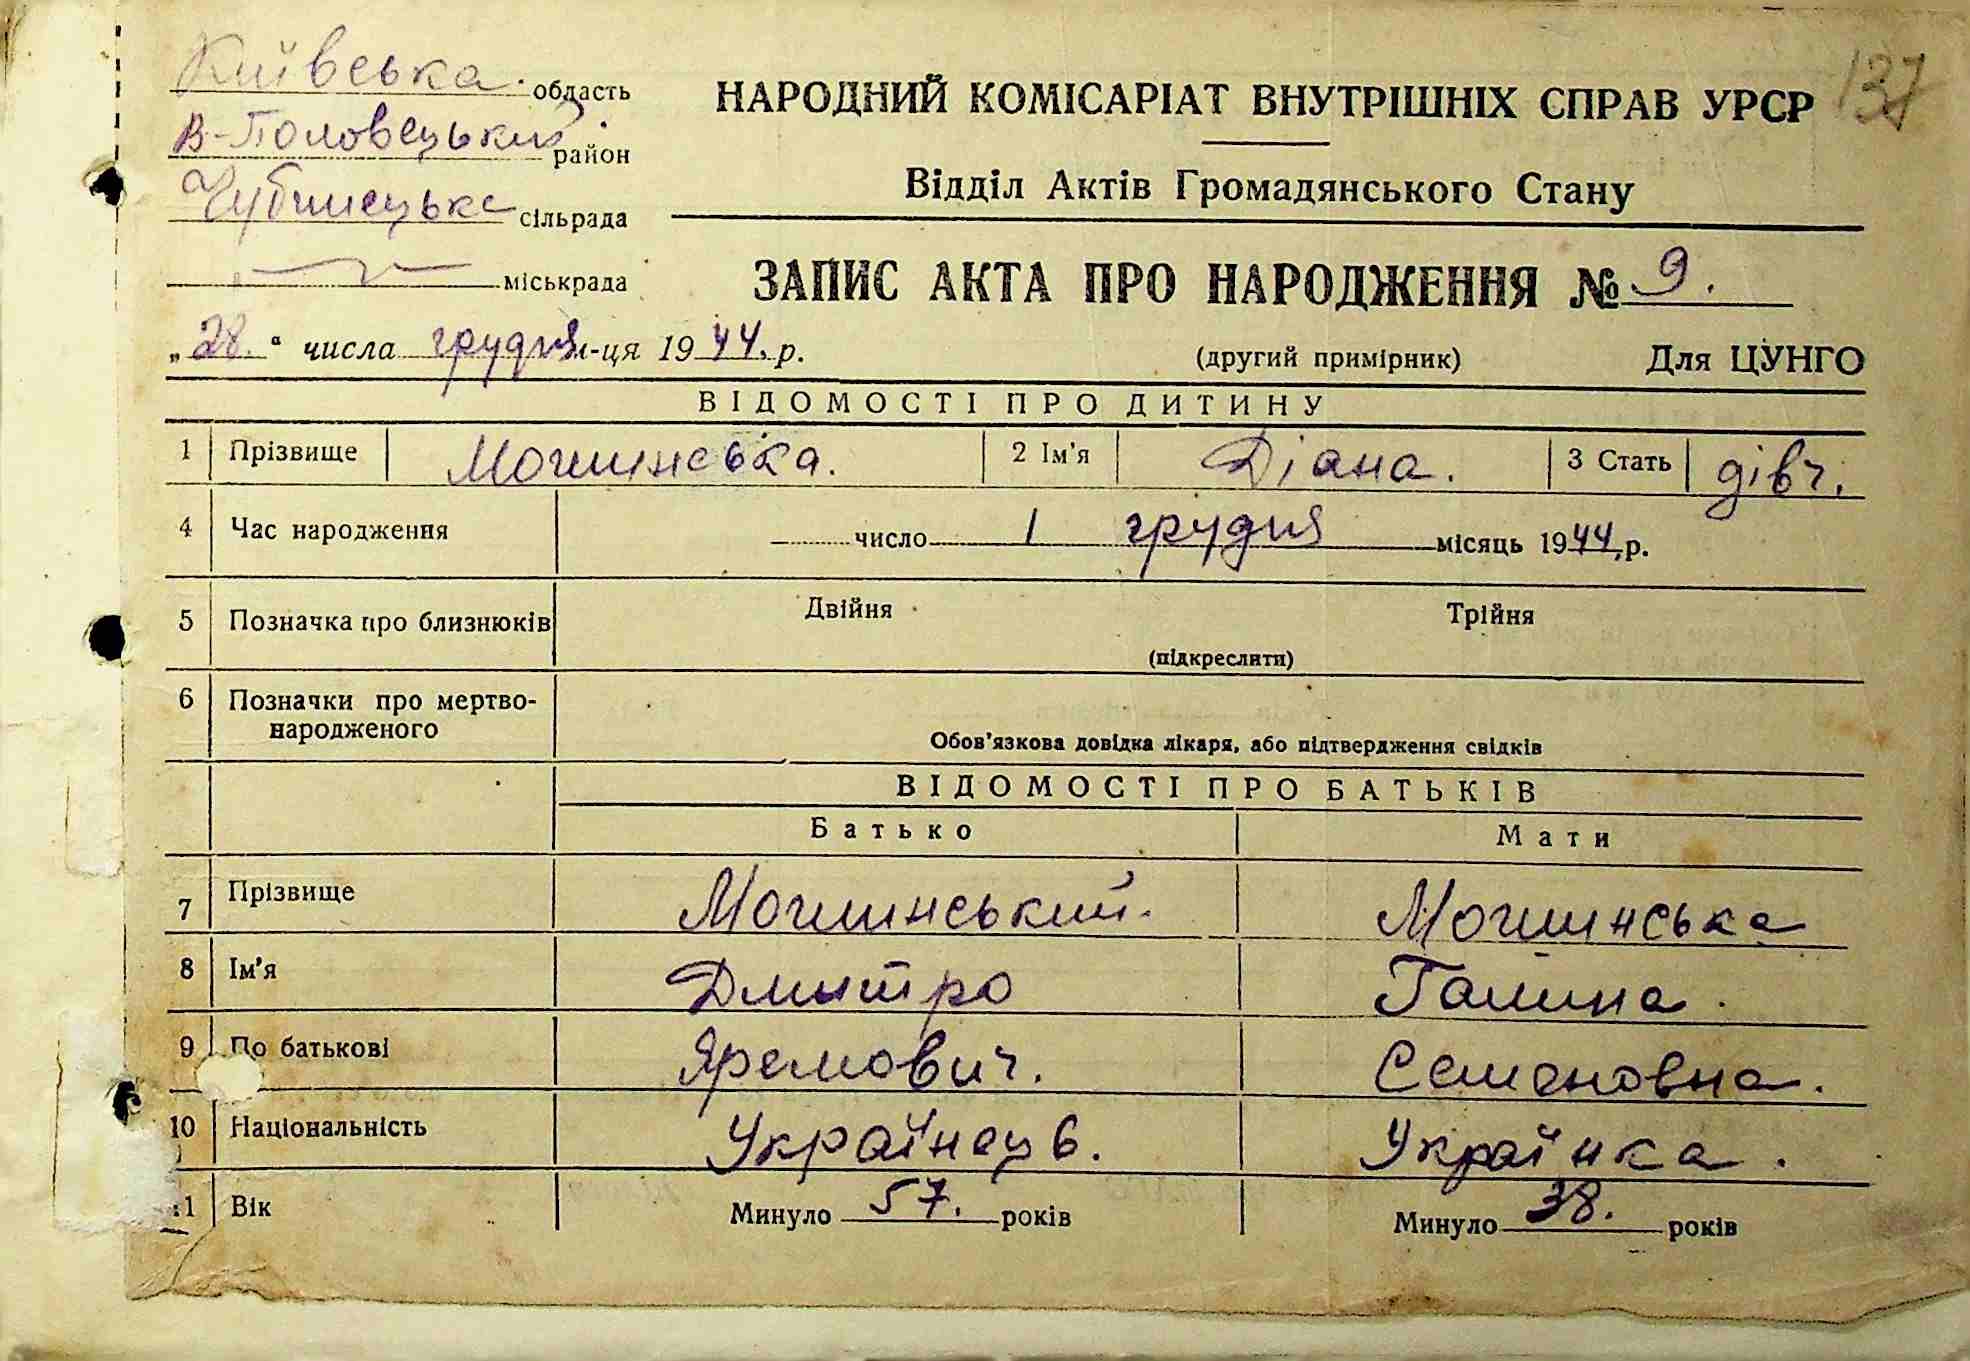 137
Київська область
НАРОДНИЙ КОМІСАРІАТ ВНУТРІШНІХ СПРАВ УРСР
В-Половецький район
Відділ Актів Громадянського Стану
Чубинецька сільрада
міськрада
ЗАПИС АКТА ПРО НАРОДЖЕННЯ № 9.
„28.“ числа грудня м-ця 1944.р.
(другий примірник) Для ЦУНГО
ВІДОМОСТІ ПРО ДИТИНУ
1 Прізвище Могилинська. 2 Ім'я Діана. 3 Стать дівч.
4 Час народження число 1 грудня місяць 1944.р.
5 Позначка про близнюків Двійня Трійня
(підкреслити)
6 Позначки про мертво-
народженого
Обов'язкова довідка лікаря, або підтвердження свідків
ВІДОМОСТІ ПРО БАТЬКІВ
Батько Мати
7 Прізвище Могилинський. Могилинська
8 Ім'я Дмитро Галина.
9 По батькові Яремович. Семеновна.
10 Національність Українець. Українка.
11 Вік Минуло 57. років Минуло 38. років